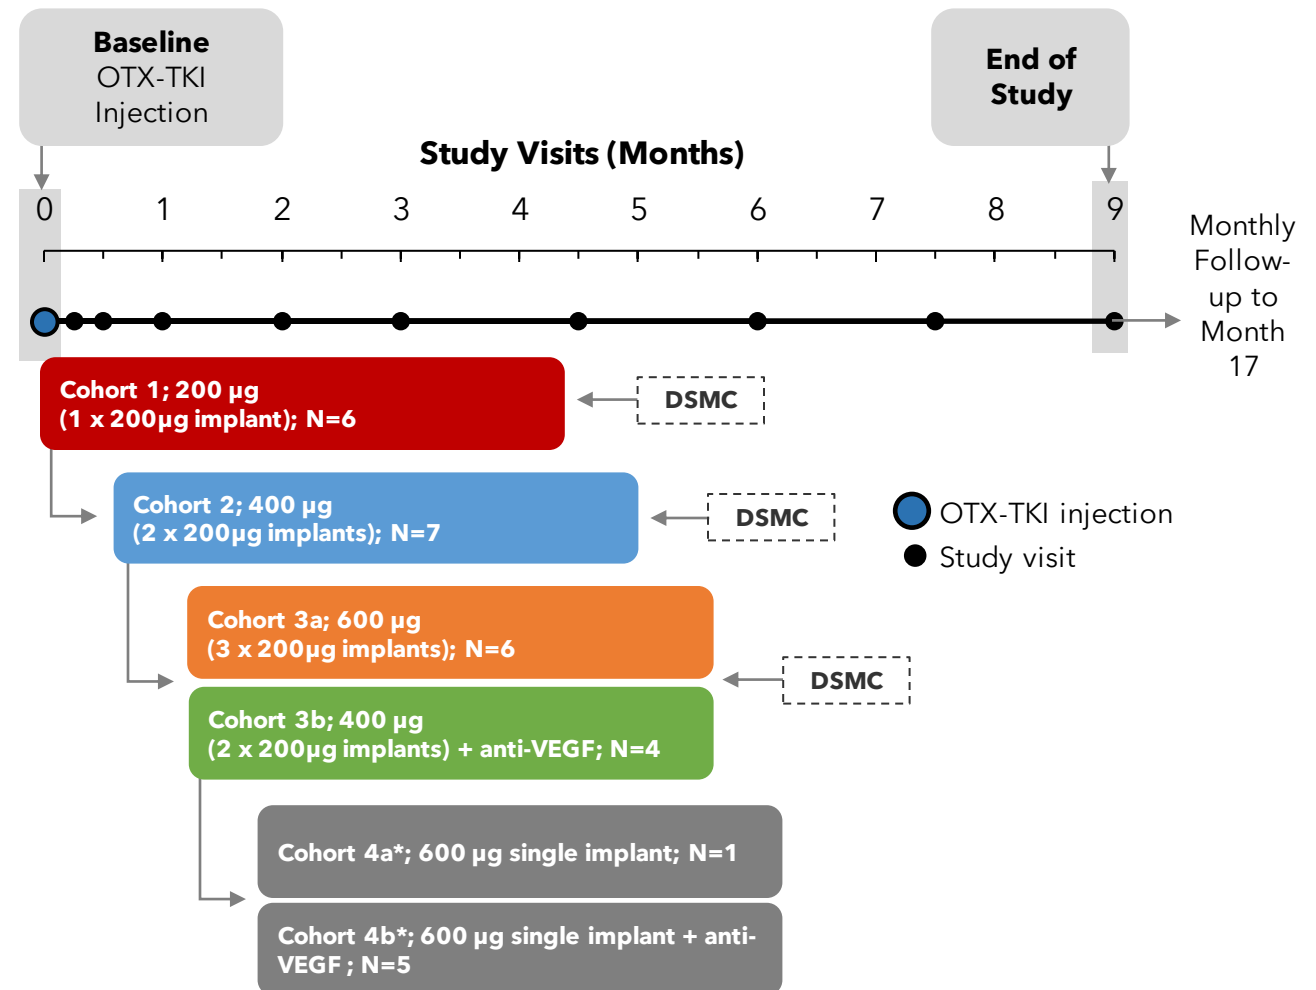 Baseline
OTX-TKI
Injection
End of
Study
Study Visits (Months)
0 1 2 3 4 5 6 7 8 9
Monthly
Follow-
up to
Month
17
Cohort 1; 200 µg
(1 x 200µg implant); N=6
DSMC
Cohort 2; 400 µg
(2 x 200µg implants); N=7
DSMC
OTX-TKI injection
Study visit
Cohort 3a; 600 µg
(3 x 200µg implants); N=6
DSMC
Cohort 3b; 400 µg
(2 x 200µg implants) + anti-VEGF; N=4
Cohort 4a*; 600 µg single implant; N=1
Cohort 4b*; 600 µg single implant + anti-
VEGF ; N=5